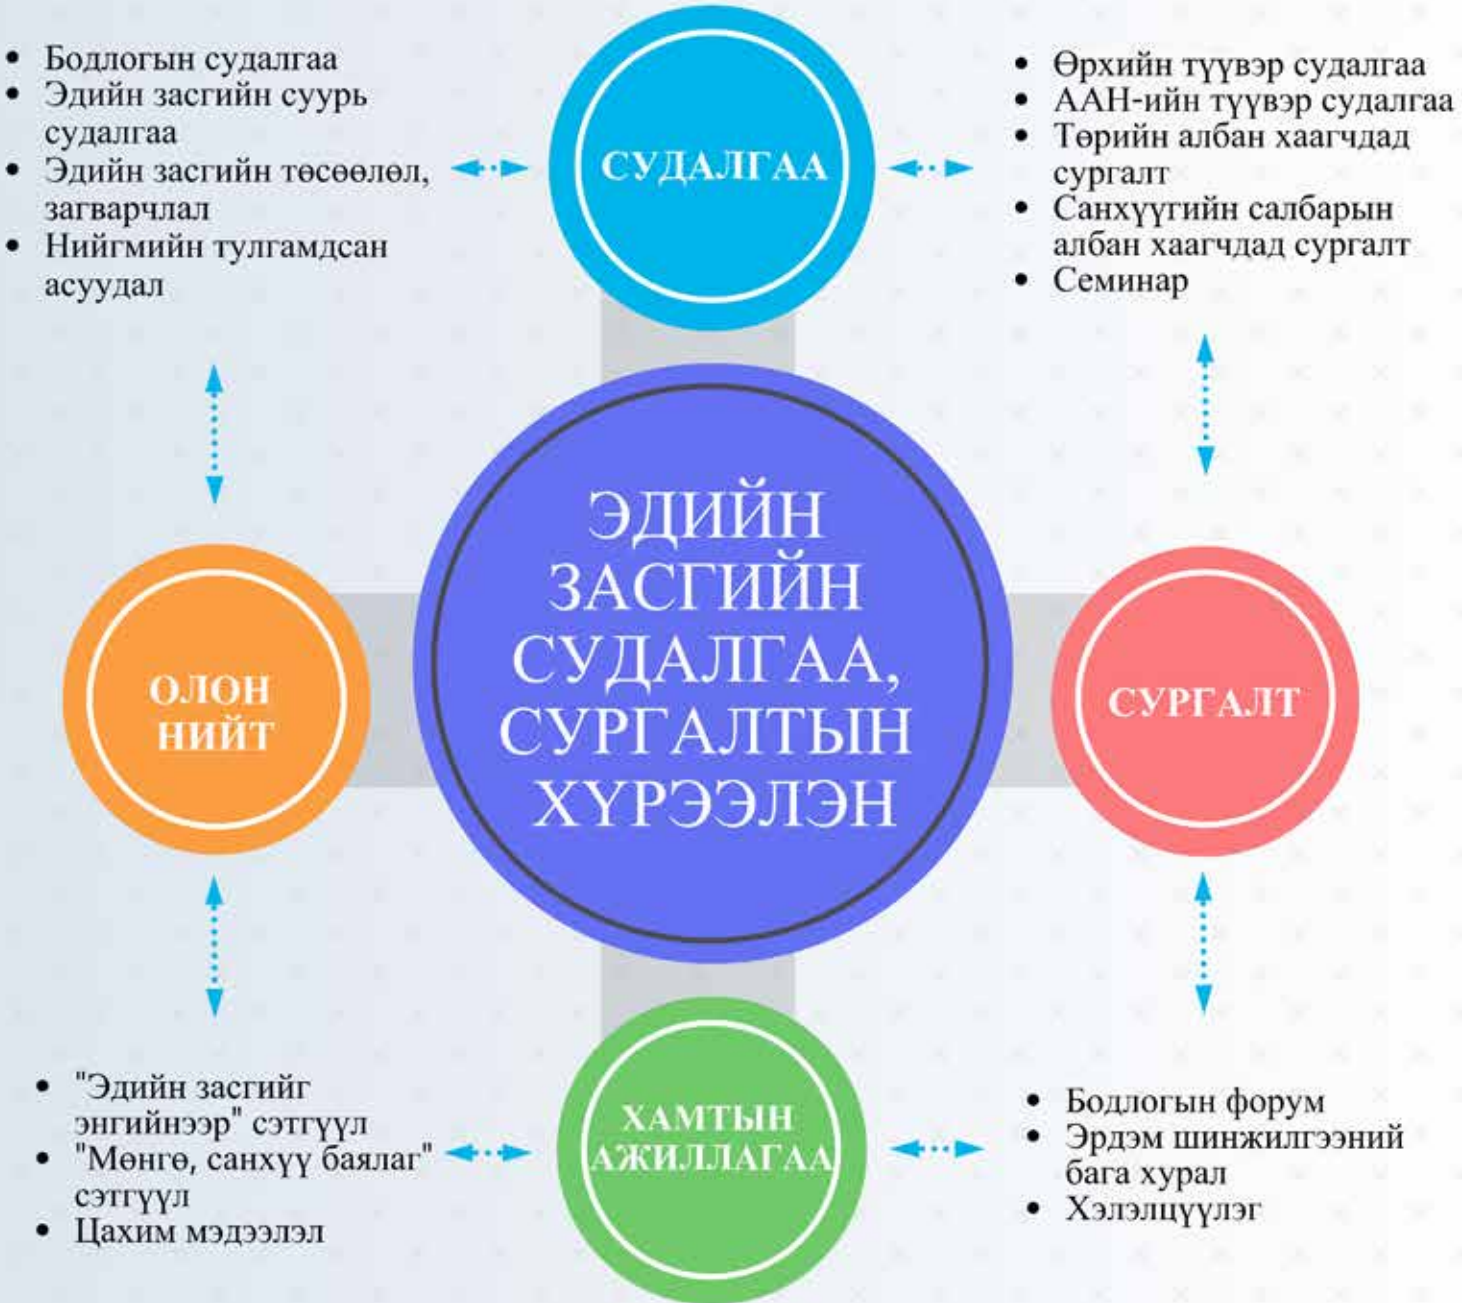 • Бодлогын судалгаа
• Эдийн засгийн суурь
судалгаа
• Эдийн засгийн төсөөлөл,
загварчлал
• Нийгмийн тулгамдсан
асуудал
СУДАЛГАА
• Өрхийн түүвэр судалгаа
• ААН-ийн түүвэр судалгаа
• Төрийн албан хаагчдад
сургалт
• Санхүүгийн салбарын
албан хаагчдад сургалт
• Семинар
ОЛОН
НИЙТ
ЭДИЙН
ЗАСГИЙН
СУДАЛГАА,
СУРГАЛТЫН
ХҮРЭЭЛЭН
СУРГАЛТ
• "Эдийн засгийг
энгийнээр" сэтгүүл
• "Мөнгө, санхүү баялаг"
сэтгүүл
• Цахим мэдээлэл
ХАМТЫН
АЖИЛЛАГАА
• Бодлогын форум
• Эрдэм шинжилгээний
бага хурал
• Хэлэлцүүлэг